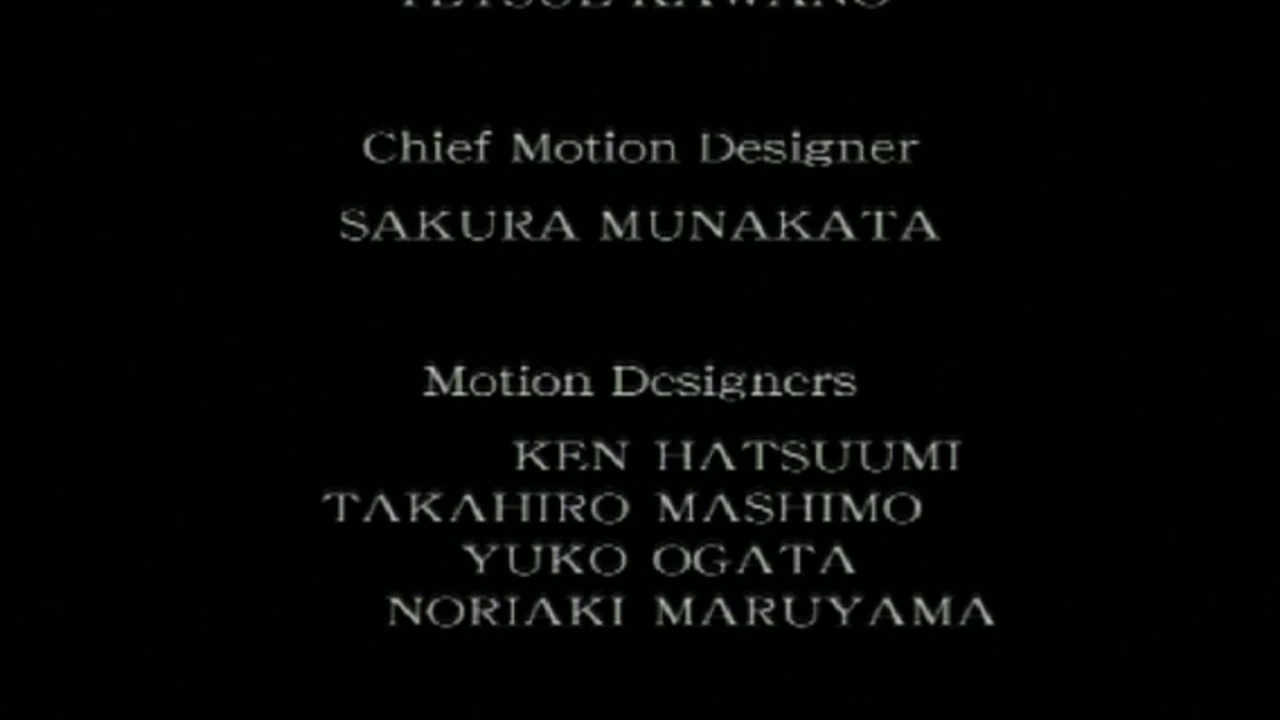 Chief Motion Designer
SAKURA MUNAKATA
Motion Designers
KEN HATSUUMI
TAKAHIRO MASHIMO
YUKO OGATA
NORIAKI MARUYAMA